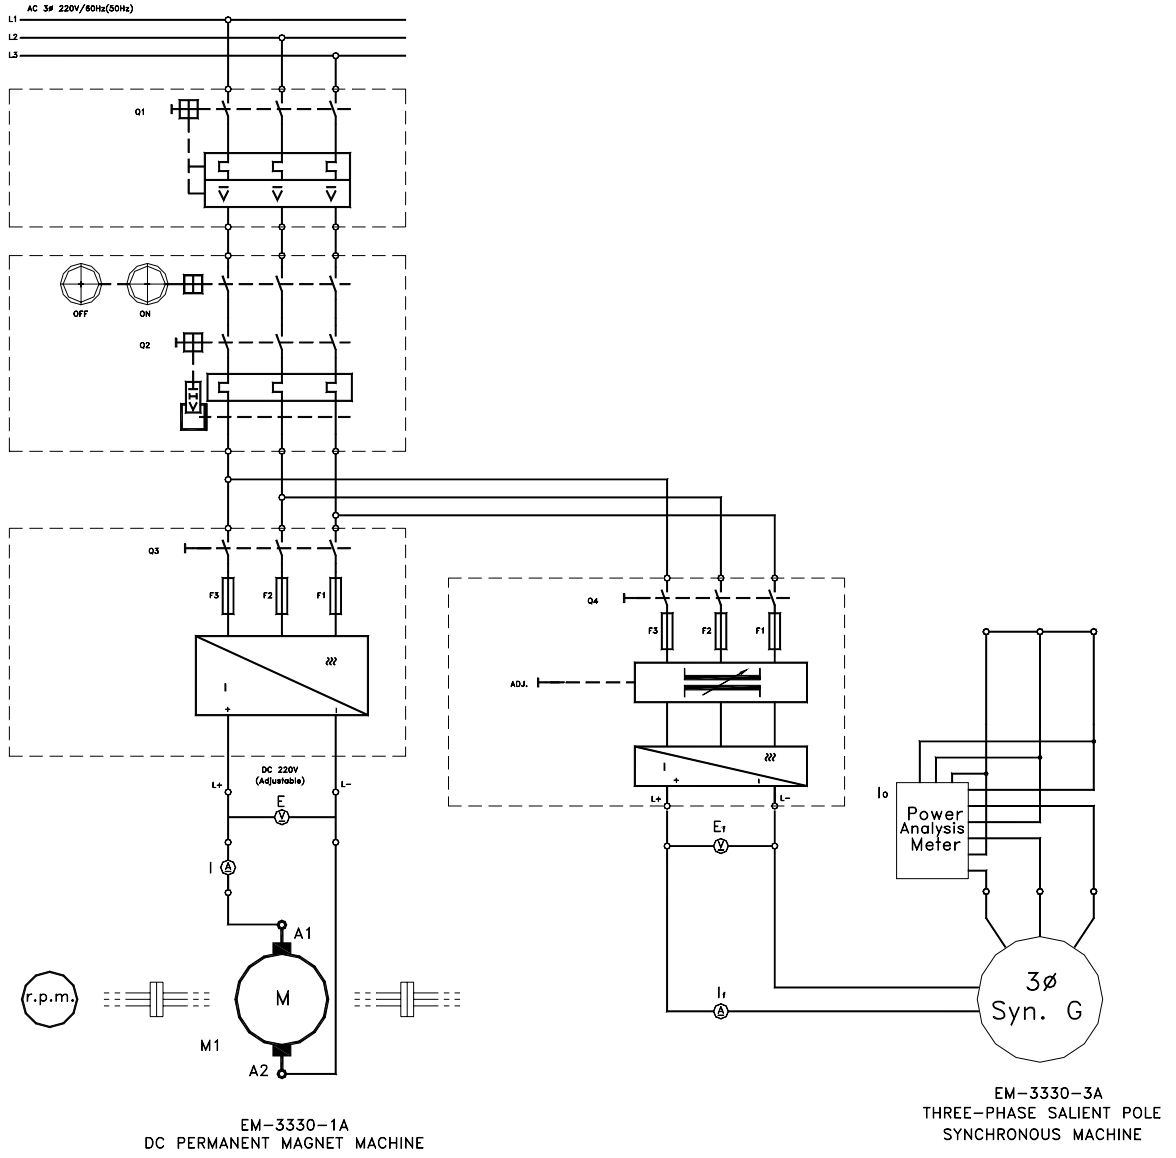 AC 3ø 220V/60Hz(50Hz)
L1
L2
L3
Q1
OFF
ON
Q2
Q3
F3
F2
F1
+
DC 220V
(Adjustable)
L+
L-
E
V
I
A
A1
M
r.p.m.
M1
A2
EM-3330-1A
DC PERMANENT MAGNET MACHINE
Q4
F3
F2
F1
ADJ.
+
L+
L-
Ef
V
If
A
Io
Power
Analysis
Meter
3ø
Syn. G
EM-3330-3A
THREE-PHASE SALIENT POLE
SYNCHRONOUS MACHINE